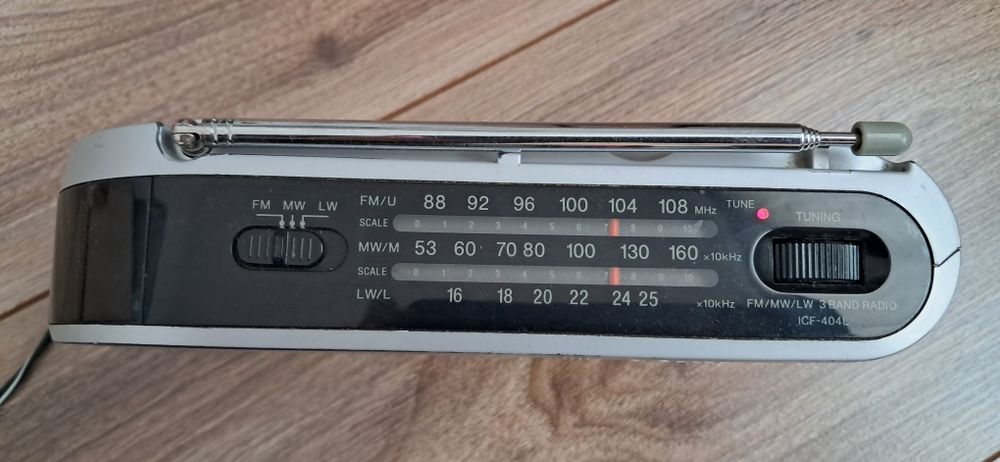 FM MW LW
FM/U 88 92 96 100 104 108 MHz
SCALE 0 1 2 3 4 5 6 7 8 9 10
MW/M 53 60 70 80 100 130 160 ×10kHz
SCALE 0 1 2 3 4 5 6 7 8 9 10
LW/L 16 18 20 22 24 25 ×10kHz
TUNE
TUNING
FM/MW/LW 3 BAND RADIO
ICF-404L